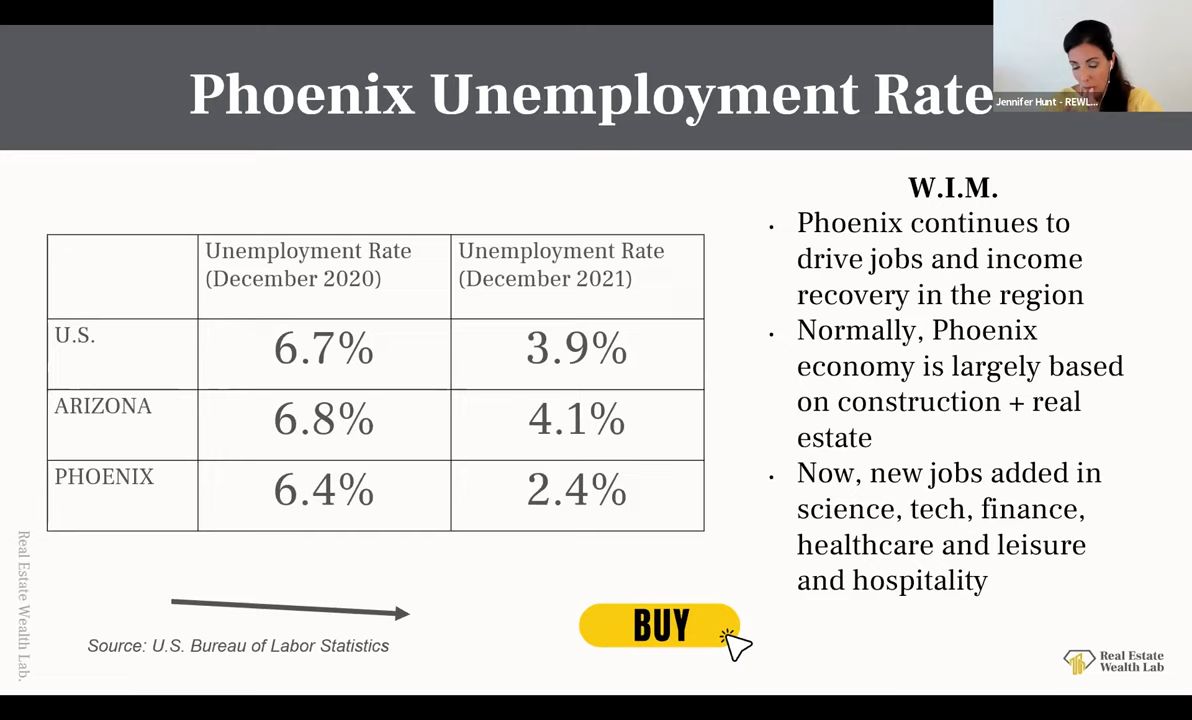 Phoenix Unemployment Rate
Jennifer Hunt - REWL...
Unemployment Rate
(December 2020)
Unemployment Rate
(December 2021)
U.S.
6.7%
3.9%
ARIZONA
6.8%
4.1%
PHOENIX
6.4%
2.4%
W.I.M.
· Phoenix continues to
drive jobs and income
recovery in the region
· Normally, Phoenix
economy is largely based
on construction + real
estate
· Now, new jobs added in
science, tech, finance,
healthcare and leisure
and hospitality
Real Estate Wealth Lab.
Source: U.S. Bureau of Labor Statistics
BUY
Real Estate
Wealth Lab